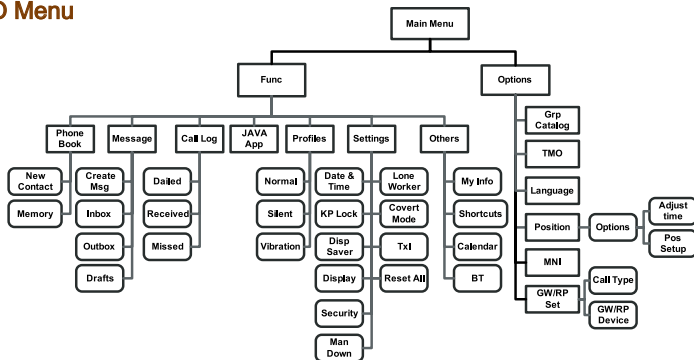 O Menu
Main Menu
Func
Options
Phone
Book
Message
Call Log
JAVA
App
Profiles
Settings
Others
New
Contact
Memory
Create
Msg
Inbox
Outbox
Drafts
Dailed
Received
Missed
Normal
Silent
Vibration
Date &
Time
KP Lock
Disp
Saver
Display
Security
Man
Down
Lone
Worker
Covert
Mode
TxI
Reset All
My Info
Shortcuts
Calendar
BT
Grp
Catalog
TMO
Language
Position
MNI
GW/RP
Set
Options
Adjust
time
Pos
Setup
Call Type
GW/RP
Device